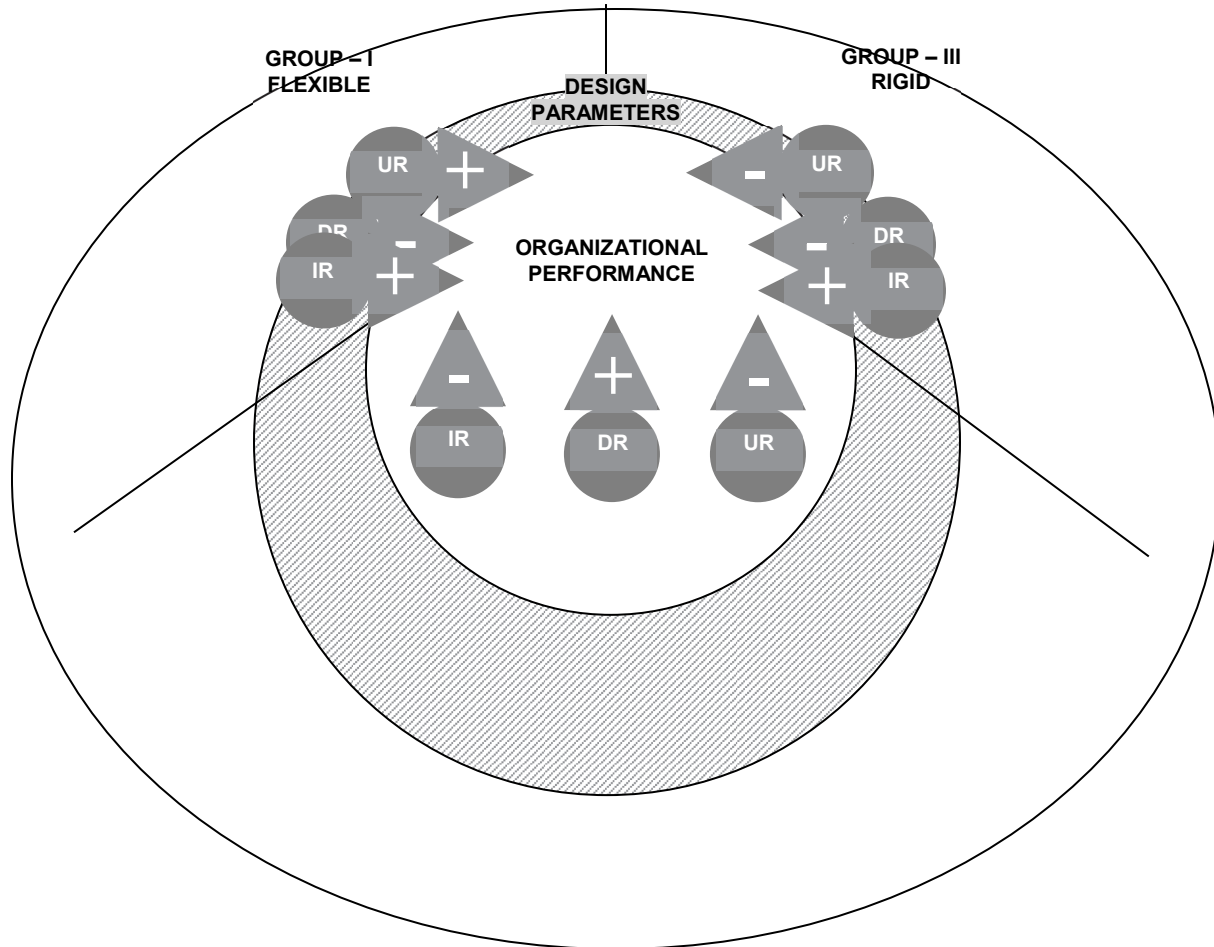 GROUP – I
FLEXIBLE
GROUP – III
RIGID
DESIGN
PARAMETERS
UR
+
-
UR
DR
-
-
DR
IR
+
+
IR
ORGANIZATIONAL
PERFORMANCE
-
+
-
IR
DR
UR